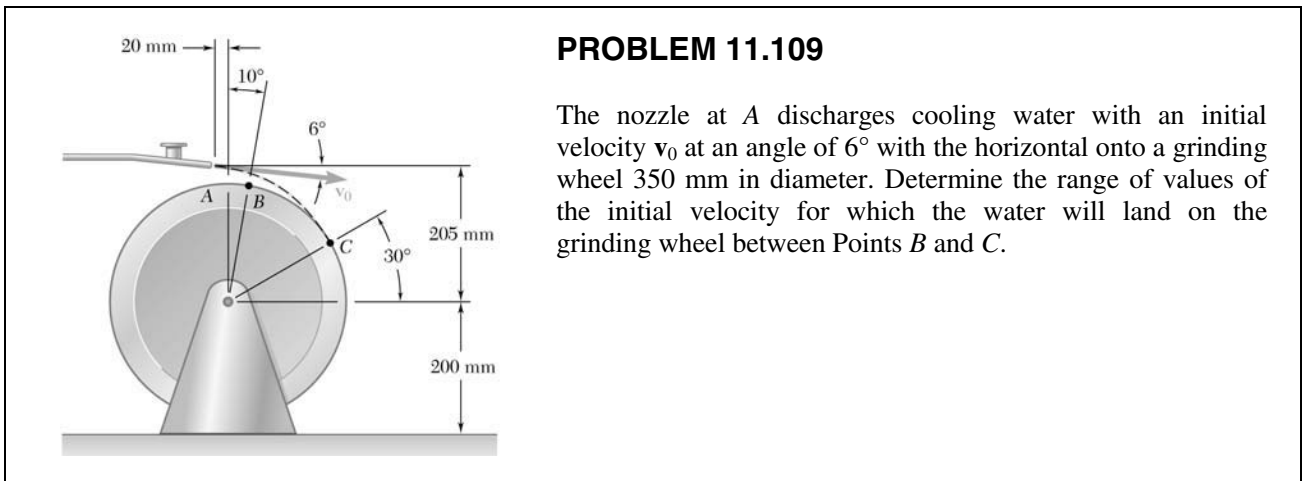 20 mm
10°
6°
v₀
A
B
C
30°
205 mm
200 mm
PROBLEM 11.109
The nozzle at A discharges cooling water with an initial
velocity v₀ at an angle of 6° with the horizontal onto a grinding
wheel 350 mm in diameter. Determine the range of values of
the initial velocity for which the water will land on the
grinding wheel between Points B and C.